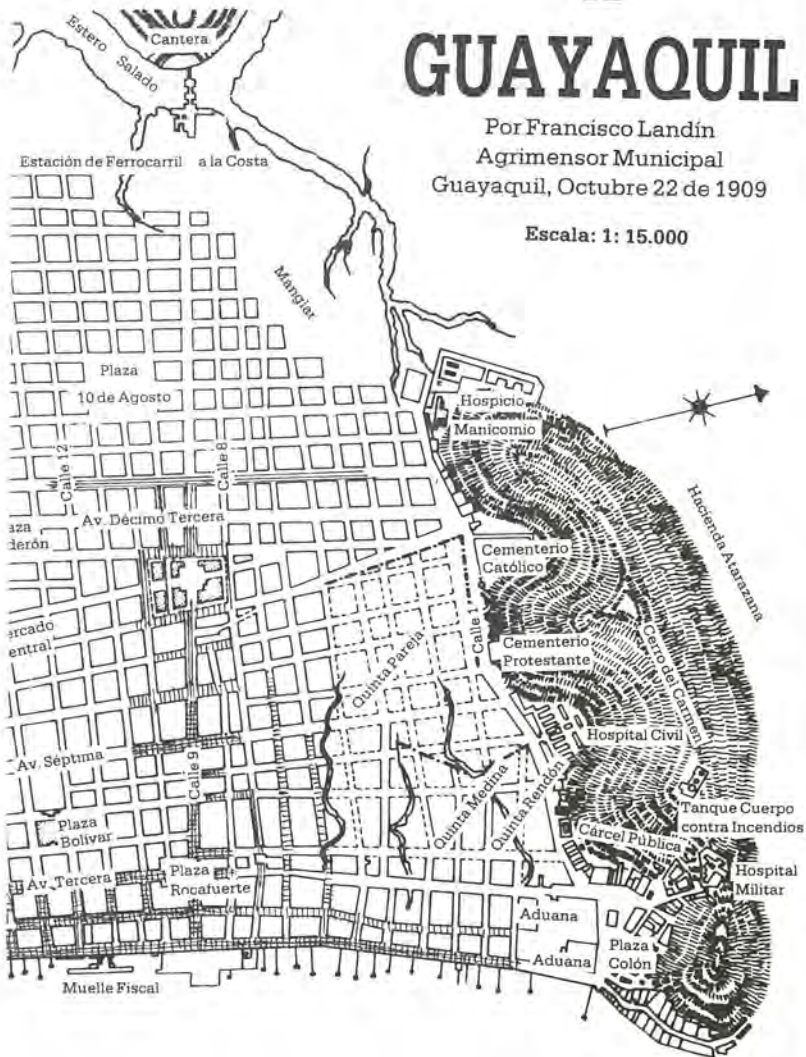 GUAYAQUIL
Por Francisco Landín
Agrimensor Municipal
Guayaquil, Octubre 22 de 1909
Escala: 1: 15.000
Cantera
Estero Salado
Estación de Ferrocarril a la Costa
Manglar
Plaza
10 de Agosto
Hospicio
Manicomio
Calle 12
Calle 8
Av. Décimo Tercera
Hacienda Atarazana
Cementerio
Católico
Calle 1
Cementerio
Protestante
Cerro del Carmen
Quinta Pareja
Hospital Civil
Av. Séptima
Calle 9
Quinta Medina
Quinta Rendón
Tanque Cuerpo
contra Incendios
Plaza
Bolívar
Cárcel Pública
Av. Tercera
Plaza
Rocafuerte
Hospital
Militar
Aduana
Aduana
Plaza
Colón
Muelle Fiscal